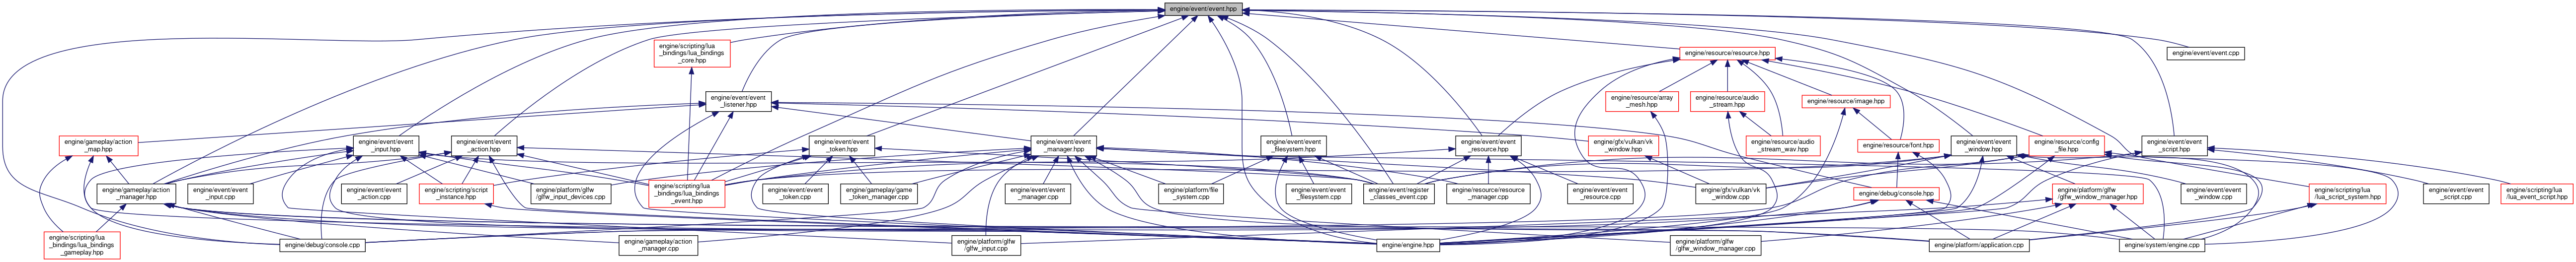 engine/event/event.hpp
engine/scripting/lua
_bindings/lua_bindings
_core.hpp
engine/resource/resource.hpp
engine/event/event.cpp
engine/event/event
_listener.hpp
engine/resource/array
_mesh.hpp
engine/resource/audio
_stream.hpp
engine/resource/image.hpp
engine/gameplay/action
_map.hpp
engine/event/event
_input.hpp
engine/event/event
_action.hpp
engine/event/event
_token.hpp
engine/event/event
_manager.hpp
engine/event/event
_filesystem.hpp
engine/event/event
_resource.hpp
engine/gfx/vulkan/vk
_window.hpp
engine/resource/audio
_stream_wav.hpp
engine/resource/font.hpp
engine/event/event
_window.hpp
engine/resource/config
_file.hpp
engine/event/event
_script.hpp
engine/gameplay/action
_manager.hpp
engine/event/event
_input.cpp
engine/event/event
_action.cpp
engine/scripting/script
_instance.hpp
engine/platform/glfw
/glfw_input_devices.cpp
engine/scripting/lua
_bindings/lua_bindings
_event.hpp
engine/event/event
_token.cpp
engine/gameplay/game
_token_manager.cpp
engine/event/event
_manager.cpp
engine/platform/file
_system.cpp
engine/event/event
_filesystem.cpp
engine/event/register
_classes_event.cpp
engine/resource/resource
_manager.cpp
engine/event/event
_resource.cpp
engine/gfx/vulkan/vk
_window.cpp
engine/debug/console.hpp
engine/platform/glfw
/glfw_window_manager.hpp
engine/event/event
_window.cpp
engine/scripting/lua
/lua_script_system.hpp
engine/event/event
_script.cpp
engine/scripting/lua
/lua_event_script.hpp
engine/scripting/lua
_bindings/lua_bindings
_gameplay.hpp
engine/debug/console.cpp
engine/gameplay/action
_manager.cpp
engine/platform/glfw
/glfw_input.cpp
engine/engine.hpp
engine/platform/glfw
/glfw_window_manager.cpp
engine/platform/application.cpp
engine/system/engine.cpp